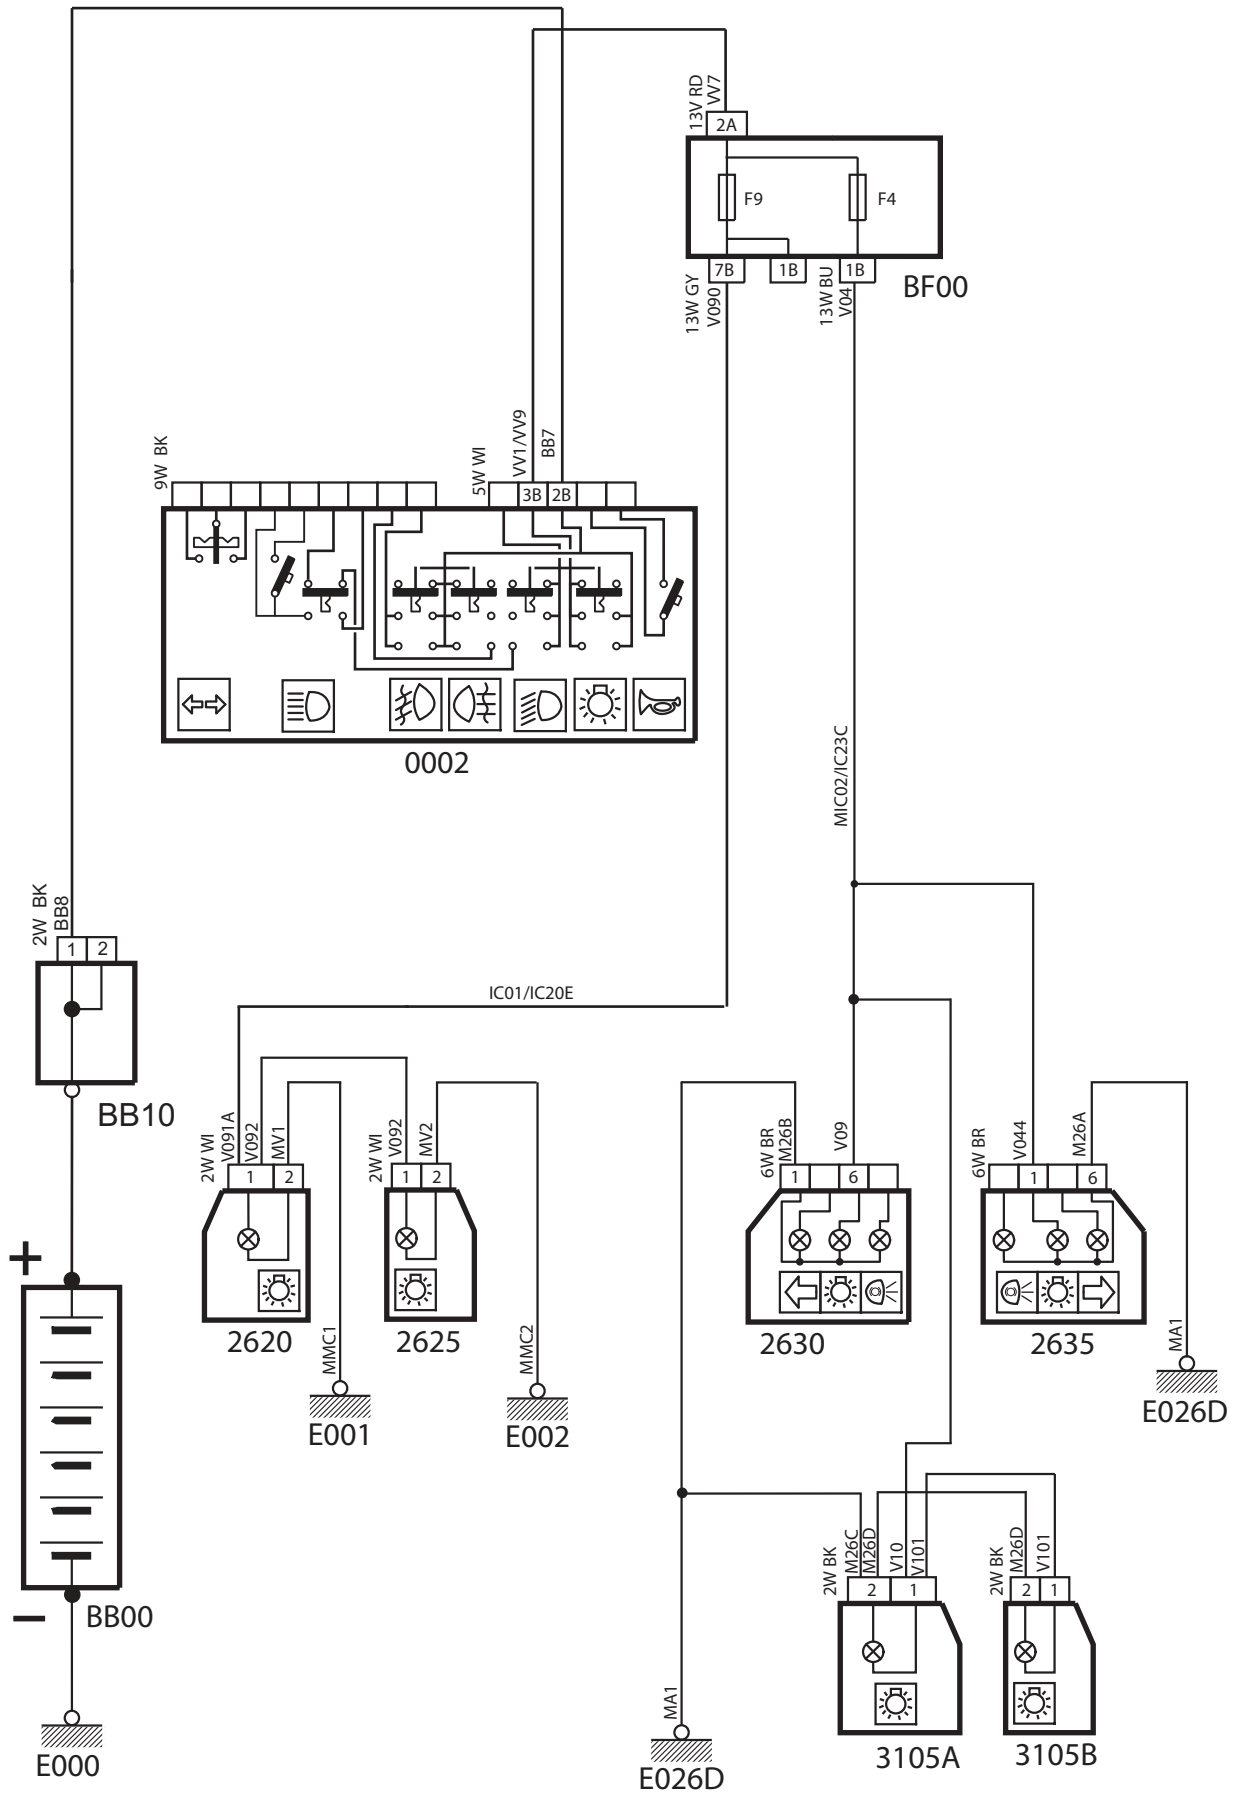 13V RD
VV7
2A
F9
F4
7B
1B
1B
BF00
13W GY
V090
13W BU
V04
9W BK
5W WI
VV1/VV9
BB7
3B
2B
0002
MIC02/IC23C
2W BK
BB8
1
2
BB10
IC01/IC20E
2W WI
V091A
V092
MV1
1
2
2620
2W WI
V092
MV2
1
2
2625
MMC1
E001
MMC2
E002
6W BR
M26B
V09
1
6
2630
6W BR
V044
M26A
1
6
2635
MA1
E026D
+
−
BB00
E000
2W BK
M26C
M26D
V10
V101
2
1
3105A
2W BK
M26D
V101
2
1
3105B
MA1
E026D